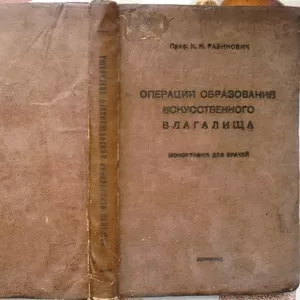 Проф. К. Н. РАБИНОВИЧ
ОПЕРАЦИИ ОБРАЗОВАНИЯ
ИСКУССТВЕННОГО
ВЛАГАЛИЩА
МОНОГРАФИЯ ДЛЯ ВРАЧЕЙ